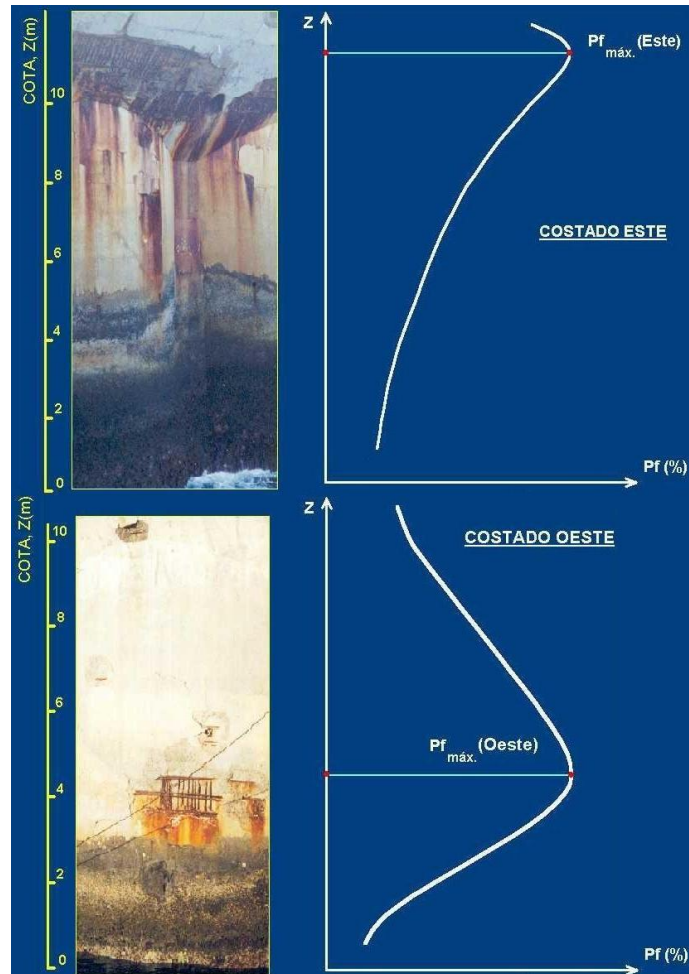 COTA, Z(m)
10
8
6
4
2
0
Z
Pf máx. (Este)
COSTADO ESTE
Pf (%)
COTA, Z(m)
10
8
6
4
2
0
Z
COSTADO OESTE
Pf máx. (Oeste)
Pf (%)